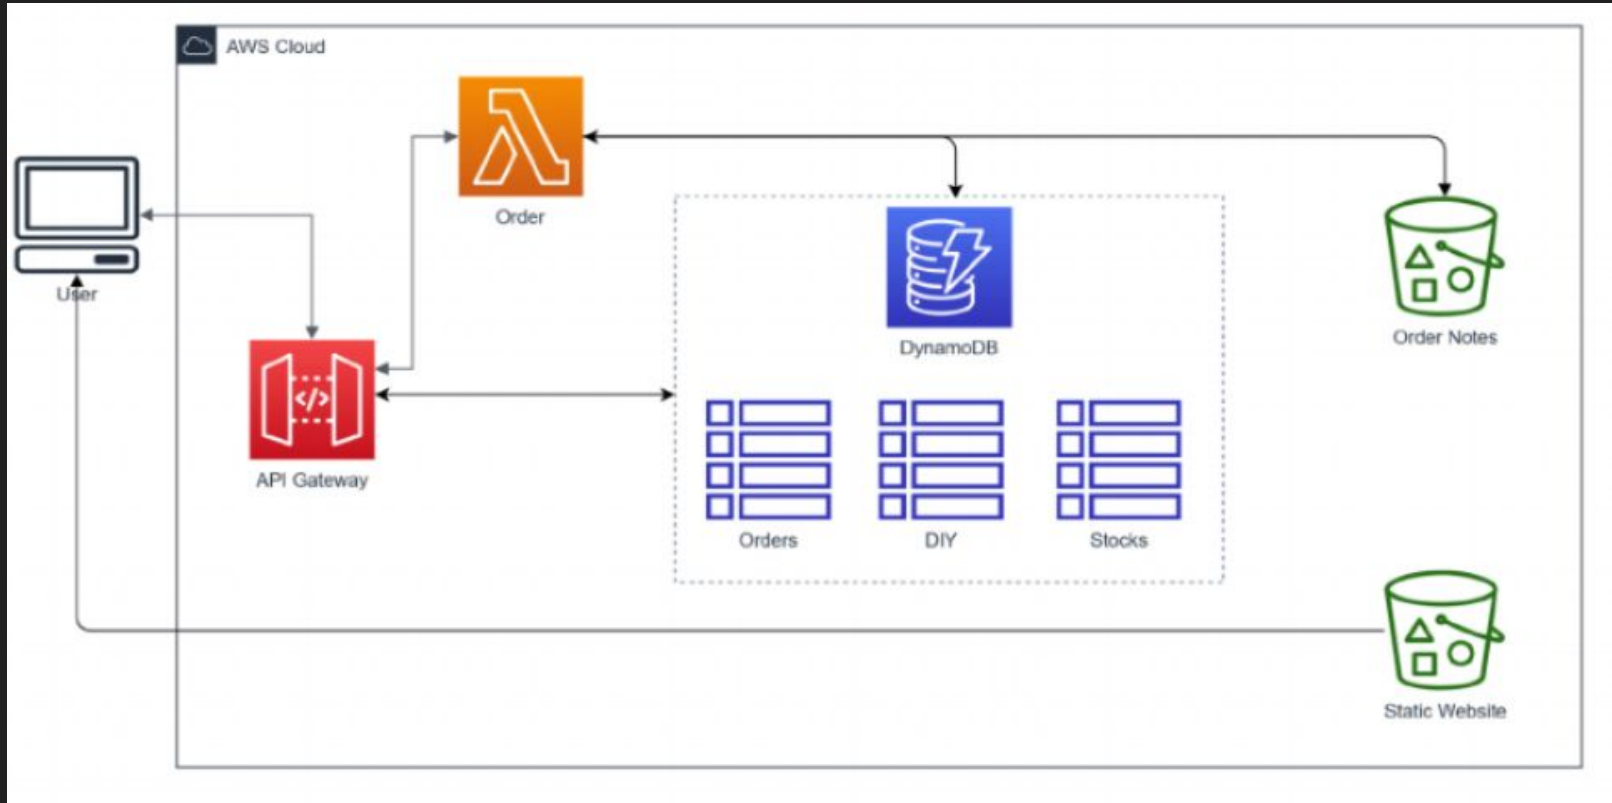 AWS Cloud
Order
User
DynamoDB
Order Notes
</>
API Gateway
Orders
DIY
Stocks
Static Website